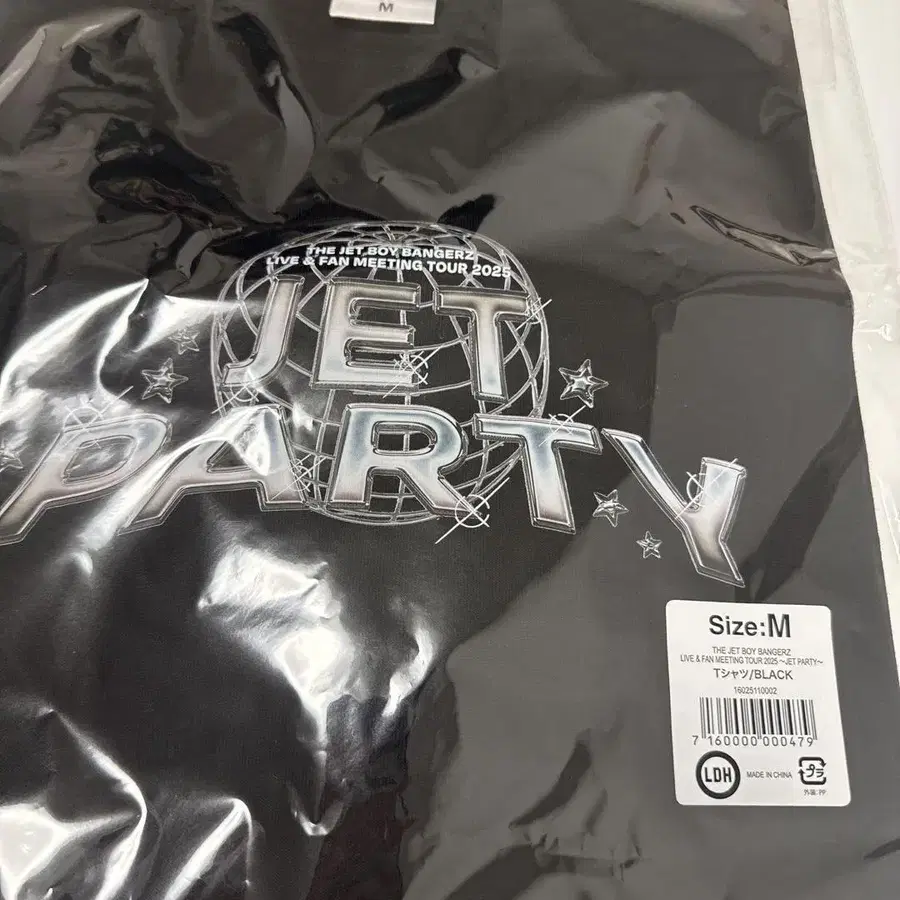 M
THE JET BOY BANGERZ
LIVE & FAN MEETING TOUR 2025
JET
PARTY
Size:M
THE JET BOY BANGERZ
LIVE & FAN MEETING TOUR 2025 〜JET PARTY〜
Tシャツ/BLACK
16025110002
7 160000 000479
LDH
MADE IN CHINA
プラ
外装: PP